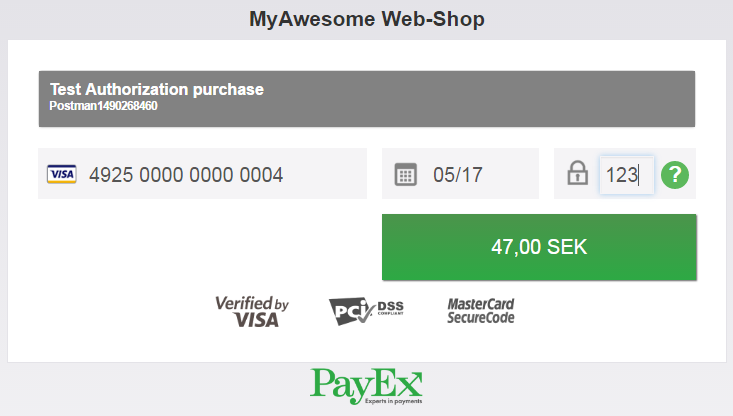 MyAwesome Web-Shop
Test Authorization purchase
Postman1490268460
VISA 4925 0000 0000 0004 05/17 123 ?
47,00 SEK
Verified by
VISA
PCI DSS
COMPLIANT
MasterCard
SecureCode
PayEx
Experts in payments